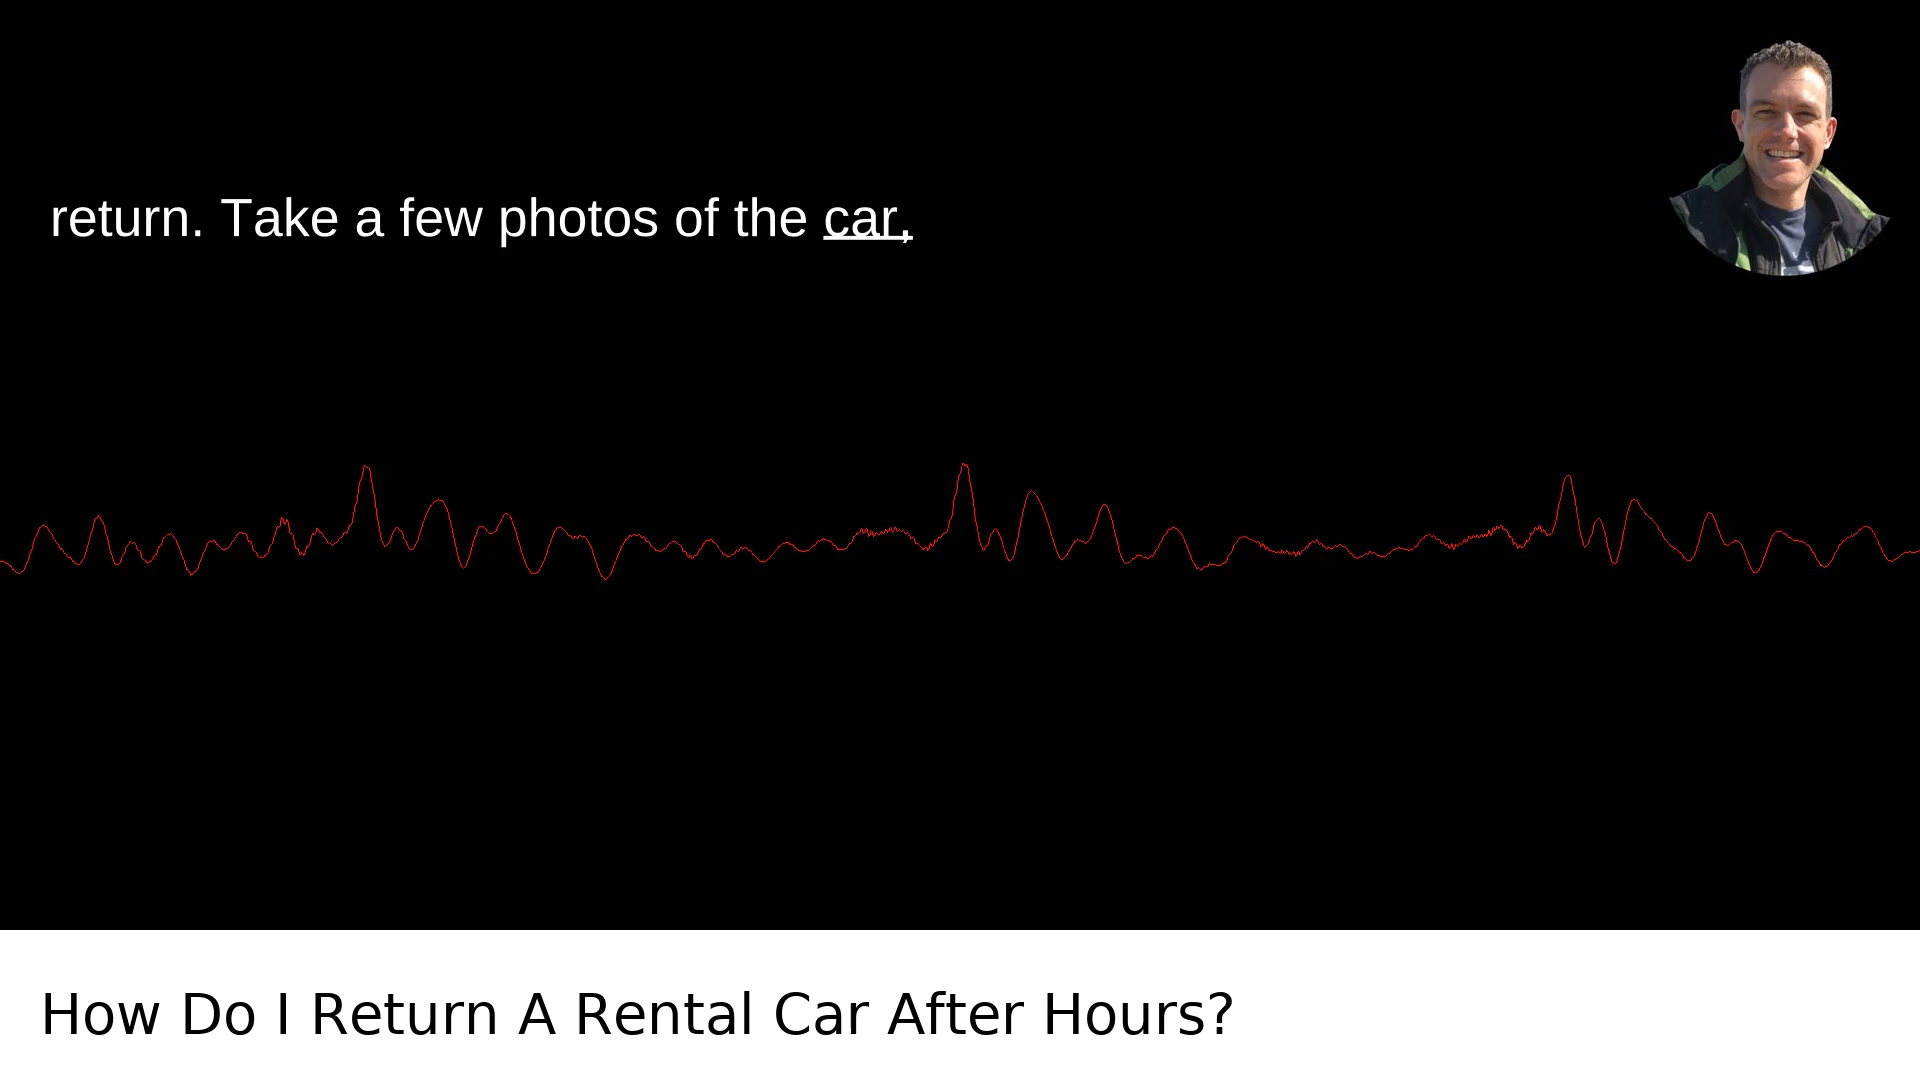 return. Take a few photos of the car,
How Do I Return A Rental Car After Hours?